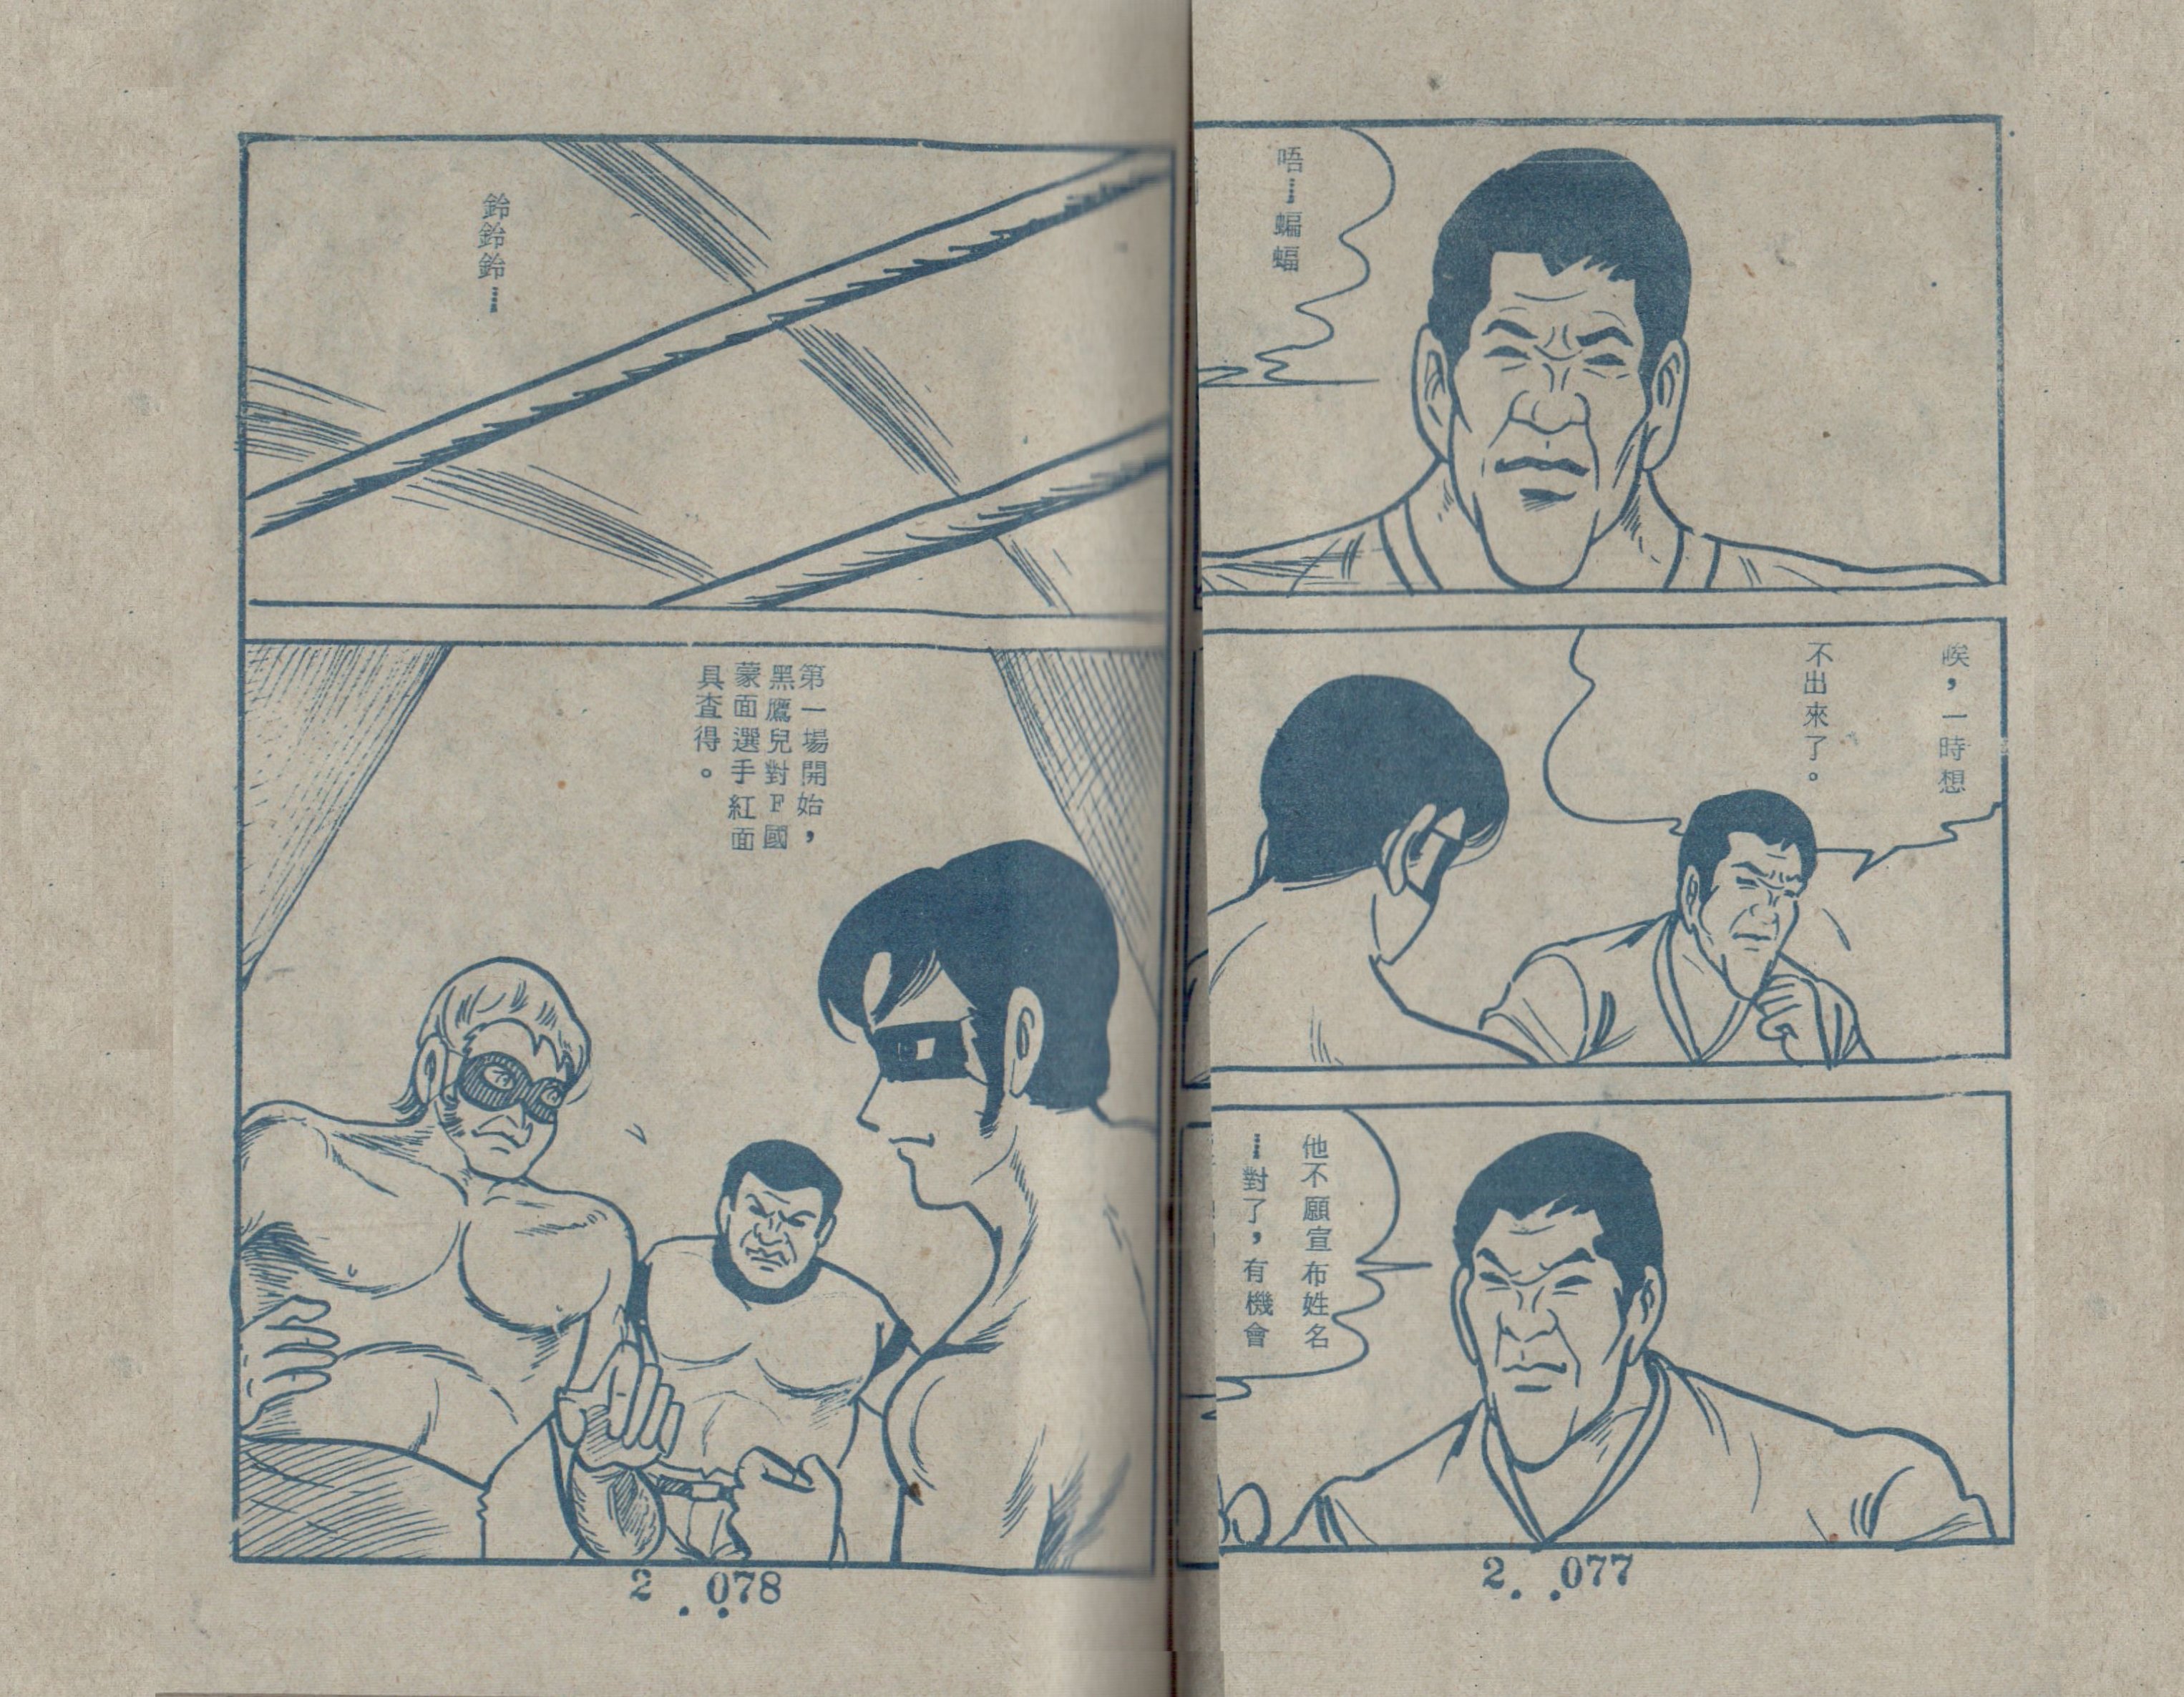 唔……蝙蝠
唉，一時想
不出來了。
他不願宣布姓名
……對了，有機會
2..077
鈴鈴鈴……
第一場開始，
黑鷹兒對F國
蒙面選手紅面
具查得。
2..078